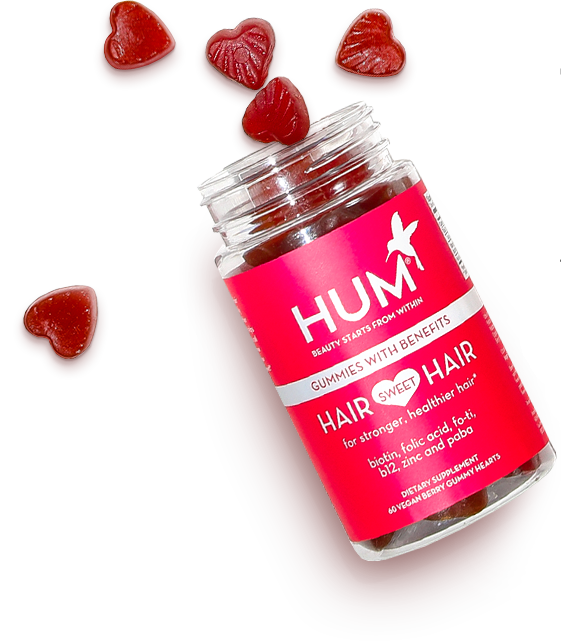 HUM®
BEAUTY STARTS FROM WITHIN
GUMMIES WITH BENEFITS
HAIR SWEET HAIR
for stronger, healthier hair*
biotin, folic acid, fo-ti,
b12, zinc and paba
DIETARY SUPPLEMENT
60 VEGAN BERRY GUMMY HEARTS